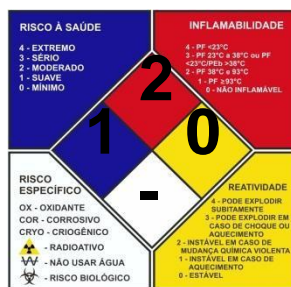 RISCO À SAÚDE
4 - EXTREMO
3 - SÉRIO
2 - MODERADO
1 - SUAVE
0 - MÍNIMO
INFLAMABILIDADE
4 - PF <23°C
3 - PF 23°C e 38°C ou PF
<23°C/PEb >38°C
2 - PF 38°C e 93°C
1 - PF ≥93°C
0 - NÃO INFLAMÁVEL
2
1
0
-
RISCO
ESPECÍFICO
OX - OXIDANTE
COR - CORROSIVO
CRYO - CRIOGÊNICO
- RADIOATIVO
W - NÃO USAR ÁGUA
- RISCO BIOLÓGICO
REATIVIDADE
4 - PODE EXPLODIR
SUBITAMENTE
3 - PODE EXPLODIR EM
CASO DE CHOQUE OU
AQUECIMENTO
2 - INSTÁVEL EM CASO DE
MUDANÇA QUÍMICA VIOLENTA
1 - INSTÁVEL EM CASO DE
AQUECIMENTO
0 - ESTÁVEL